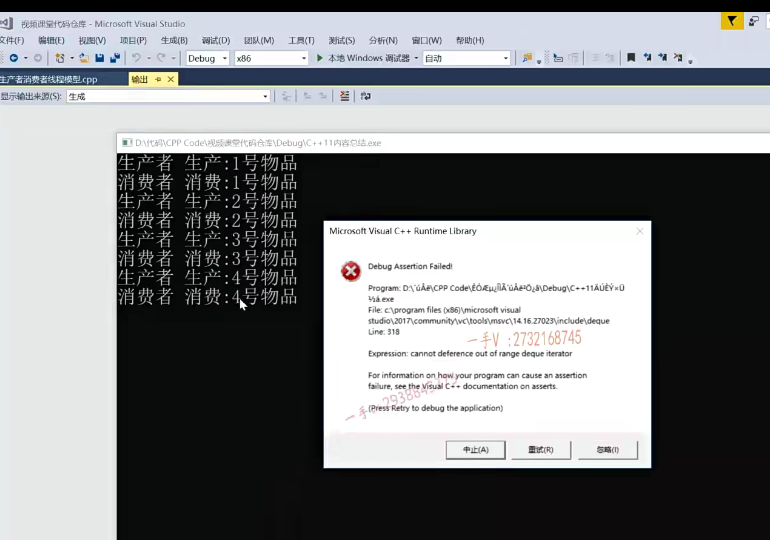 视频课堂代码仓库 - Microsoft Visual Studio
文件(F) 编辑(E) 视图(V) 项目(P) 生成(B) 调试(D) 团队(M) 工具(T) 测试(S) 分析(N) 窗口(W) 帮助(H)
Debug x86 本地 Windows 调试器 自动
生产者消费者线程模型.cpp 输出
显示输出来源(S): 生成
D:\代码\CPP Code\视频课堂代码仓库\Debug\C++11内容总结.exe
生产者 生产:1号物品
消费者 消费:1号物品
生产者 生产:2号物品
消费者 消费:2号物品
生产者 生产:3号物品
消费者 消费:3号物品
生产者 生产:4号物品
消费者 消费:4号物品
Microsoft Visual C++ Runtime Library
Debug Assertion Failed!
Program: D:\
\CPP Code\
\Debug\C++11
.exe
File: c:\program files (x86)\microsoft visual
studio\2017\community\vc\tools\msvc\14.16.27023\include\deque
Line: 318
一手V :2732168745
Expression: cannot deference out of range deque iterator
For information on how your program can cause an assertion
failure, see the Visual C++ documentation on asserts.
(Press Retry to debug the application)
中止(A) 重试(R) 忽略(I)